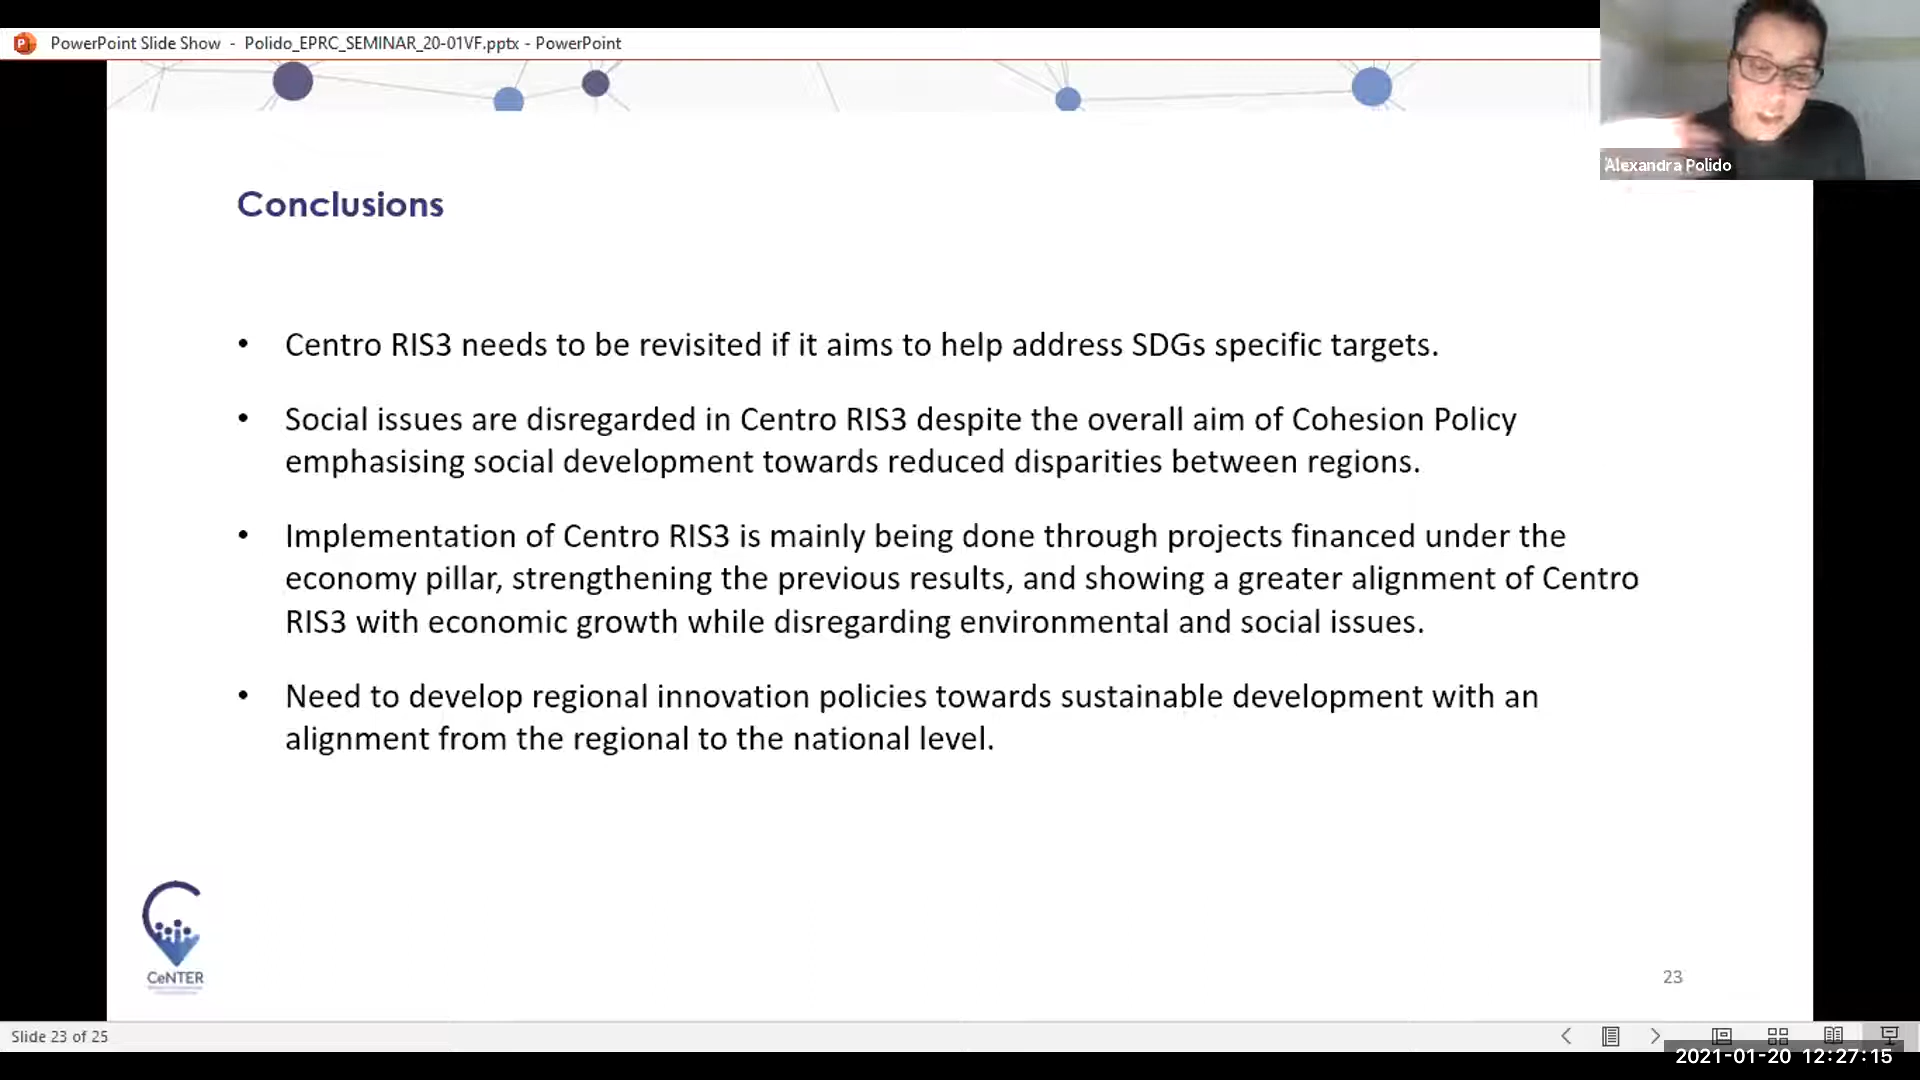 PowerPoint Slide Show - Polido_EPRC_SEMINAR_20-01VF.pptx - PowerPoint
Alexandra Polido
Conclusions
• Centro RIS3 needs to be revisited if it aims to help address SDGs specific targets.
• Social issues are disregarded in Centro RIS3 despite the overall aim of Cohesion Policy
emphasising social development towards reduced disparities between regions.
• Implementation of Centro RIS3 is mainly being done through projects financed under the
economy pillar, strengthening the previous results, and showing a greater alignment of Centro
RIS3 with economic growth while disregarding environmental and social issues.
• Need to develop regional innovation policies towards sustainable development with an
alignment from the regional to the national level.
CeNTER
23
Slide 23 of 25
2021-01-20 12:27:15